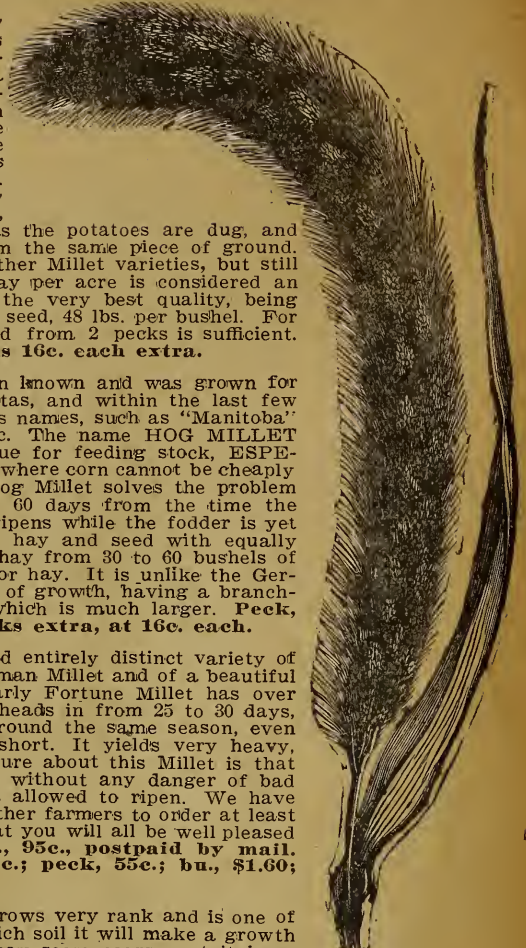 s the potatoes are dug, and
m the same piece of ground.
ther Millet varieties, but still
ay per acre is considered an
the very best quality, being
seed, 48 lbs. per bushel. For
d from 2 pecks is sufficient.
s 16c. each extra.
n known and was grown for
tas, and within the last few
s names, such as "Manitoba"
c. The name HOG MILLET
ue for feeding stock, ESPE-
where corn cannot be cheaply
og Millet solves the problem
60 days from the time the
ipens while the fodder is yet
hay and seed with equally
hay from 30 to 60 bushels of
or hay. It is unlike the Ger-
of growth, having a branch-
which is much larger. Peck,
ks extra, at 16c. each.
d entirely distinct variety of
man Millet and of a beautiful
arly Fortune Millet has over
heads in from 25 to 30 days,
round the same season, even
short. It yields very heavy,
ure about this Millet is that
without any danger of bad
allowed to ripen. We have
ther farmers to order at least
at you will all be well pleased
., 95c., postpaid by mail.
c.; peck, 55c.; bu., $1.60;
rows very rank and is one of
ich soil it will make a growth